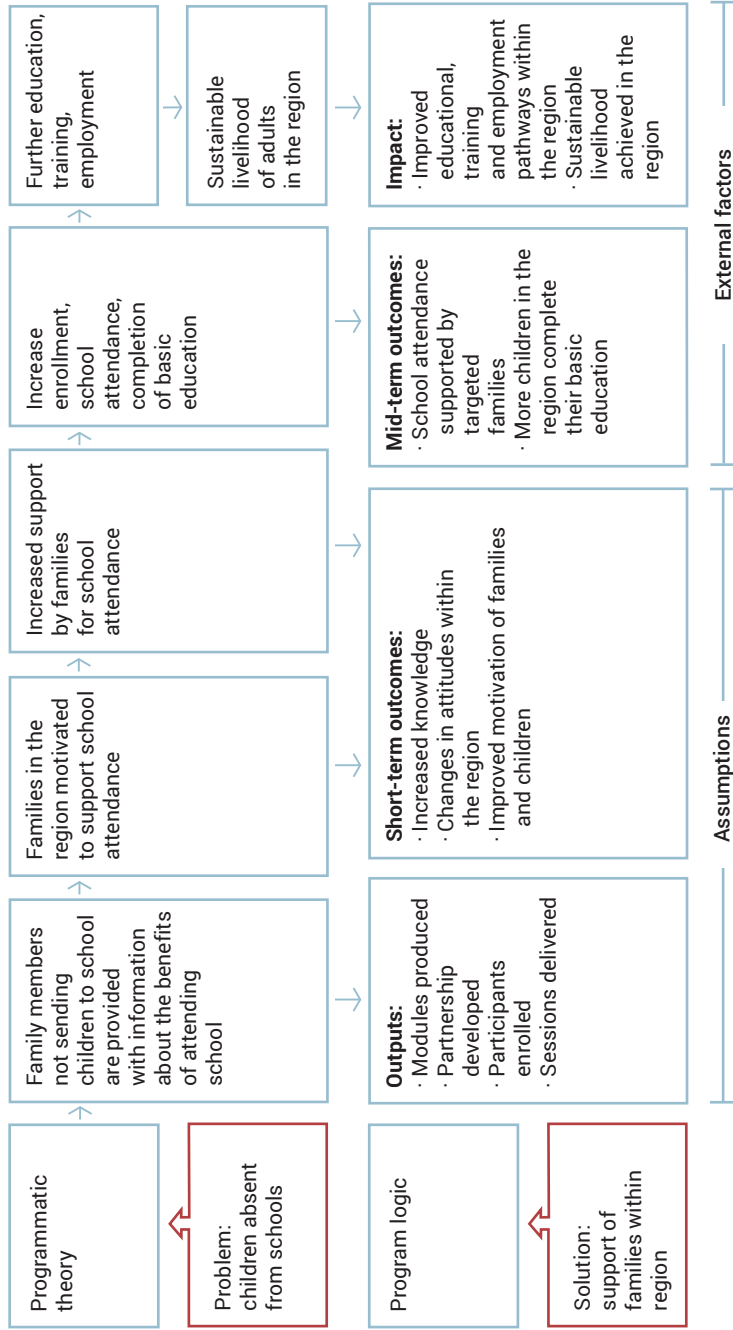 Programmatic
theory
Problem:
children absent
from schools
Family members
not sending
children to school
are provided
with information
about the benefits
of attending
school
Families in the
region motivated
to support school
attendance
Increased support
by families
for school
attendance
Increase
enrollment,
school
attendance,
completion
of basic
education
Further education,
training,
employment
Sustainable
livelihood
of adults
in the region
Program logic
Solution:
support of
families within
region
Outputs:
· Modules produced
· Partnership
developed
· Participants
enrolled
· Sessions delivered
Short-term outcomes:
· Increased knowledge
· Changes in attitudes within
the region
· Improved motivation of families
and children
Mid-term outcomes:
· School attendance
supported by
targeted
families
· More children in the
region complete
their basic
education
Impact:
· Improved
educational,
training
and employment
pathways within
the region
· Sustainable
livelihood
achieved in the
region
Assumptions
External factors